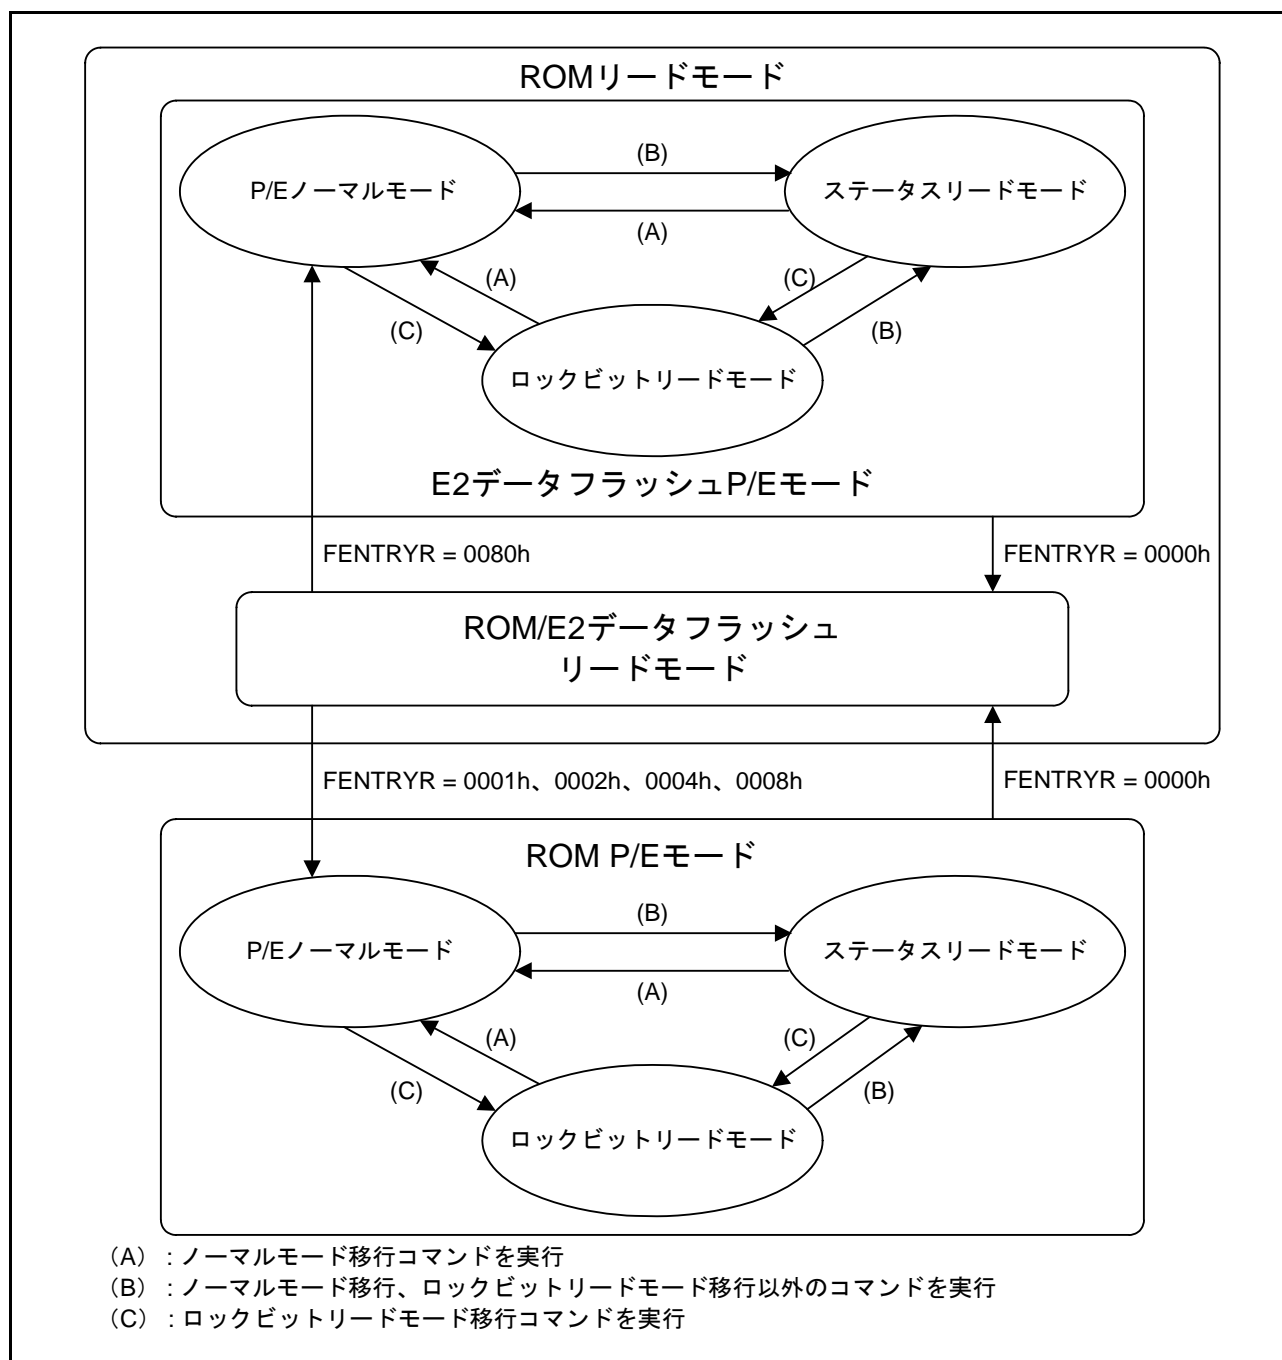 ROMリードモード
P/Eノーマルモード
(B)
ステータスリードモード
(A)
(A)
(C)
(C)
(B)
ロックビットリードモード
E2データフラッシュP/Eモード
FENTRYR = 0080h
FENTRYR = 0000h
ROM/E2データフラッシュ
リードモード
FENTRYR = 0001h、0002h、0004h、0008h
FENTRYR = 0000h
ROM P/Eモード
P/Eノーマルモード
(B)
ステータスリードモード
(A)
(A)
(C)
(C)
(B)
ロックビットリードモード
（A）：ノーマルモード移行コマンドを実行
（B）：ノーマルモード移行、ロックビットリードモード移行以外のコマンドを実行
（C）：ロックビットリードモード移行コマンドを実行